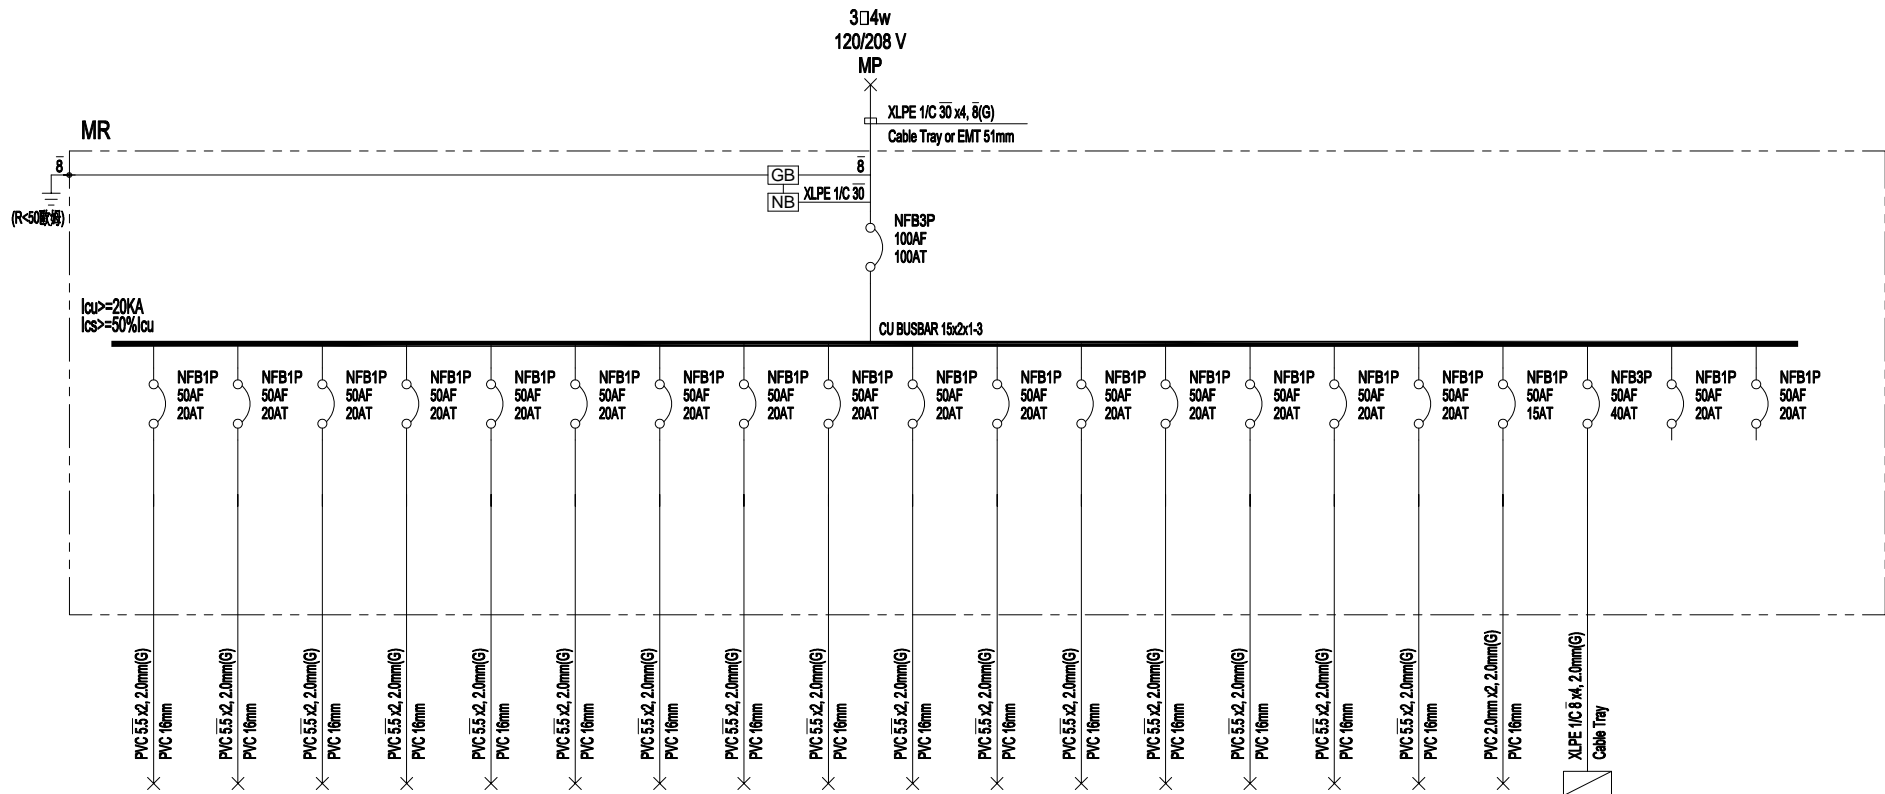 3□4w
120/208 V
MP
XLPE 1/C 30 x4, 8(G)
Cable Tray or EMT 51mm
MR
8
GB
8
NB
XLPE 1/C 30
(R<50
NFB3P
100AF
100AT
Icu>=20KA
Ics>=50%Icu
CU BUSBAR 15x2x1-3
NFB1P
50AF
20AT
NFB1P
50AF
20AT
NFB1P
50AF
20AT
NFB1P
50AF
20AT
NFB1P
50AF
20AT
NFB1P
50AF
20AT
NFB1P
50AF
20AT
NFB1P
50AF
20AT
NFB1P
50AF
20AT
NFB1P
50AF
20AT
NFB1P
50AF
20AT
NFB1P
50AF
20AT
NFB1P
50AF
20AT
NFB1P
50AF
20AT
NFB1P
50AF
20AT
NFB1P
50AF
20AT
NFB1P
50AF
15AT
NFB3P
50AF
40AT
NFB1P
50AF
20AT
NFB1P
50AF
20AT
PVC 5.5 x2, 2.0mm(G)
PVC 16mm
PVC 5.5 x2, 2.0mm(G)
PVC 16mm
PVC 5.5 x2, 2.0mm(G)
PVC 16mm
PVC 5.5 x2, 2.0mm(G)
PVC 16mm
PVC 5.5 x2, 2.0mm(G)
PVC 16mm
PVC 5.5 x2, 2.0mm(G)
PVC 16mm
PVC 5.5 x2, 2.0mm(G)
PVC 16mm
PVC 5.5 x2, 2.0mm(G)
PVC 16mm
PVC 5.5 x2, 2.0mm(G)
PVC 16mm
PVC 5.5 x2, 2.0mm(G)
PVC 16mm
PVC 5.5 x2, 2.0mm(G)
PVC 16mm
PVC 5.5 x2, 2.0mm(G)
PVC 16mm
PVC 5.5 x2, 2.0mm(G)
PVC 16mm
PVC 5.5 x2, 2.0mm(G)
PVC 16mm
PVC 5.5 x2, 2.0mm(G)
PVC 16mm
PVC 5.5 x2, 2.0mm(G)
PVC 16mm
PVC 2.0mm x2, 2.0mm(G)
PVC 16mm
XLPE 1/C 8 x4, 2.0mm(G)
Cable Tray